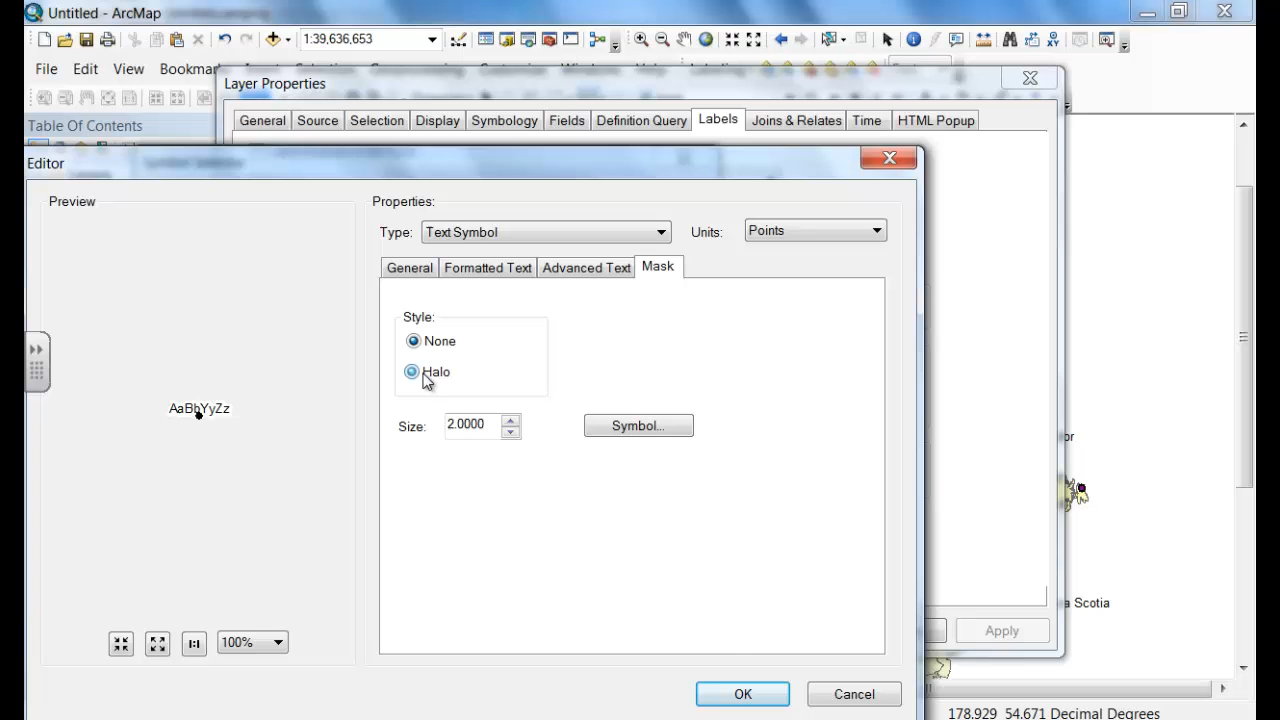 Untitled - ArcMap
1:39,636,653
File Edit View
Layer Properties
General Source Selection Display Symbology Fields Definition Query Labels Joins & Relates Time HTML Popup
Table Of Contents
Editor
Preview
Properties:
Type: Text Symbol Units: Points
General Formatted Text Advanced Text Mask
Style:
None
Halo
AaBbYyZz
Size: 2.0000 Symbol...
or
a Scotia
Apply
1:1 100%
OK Cancel
178.929 54.671 Decimal Degrees